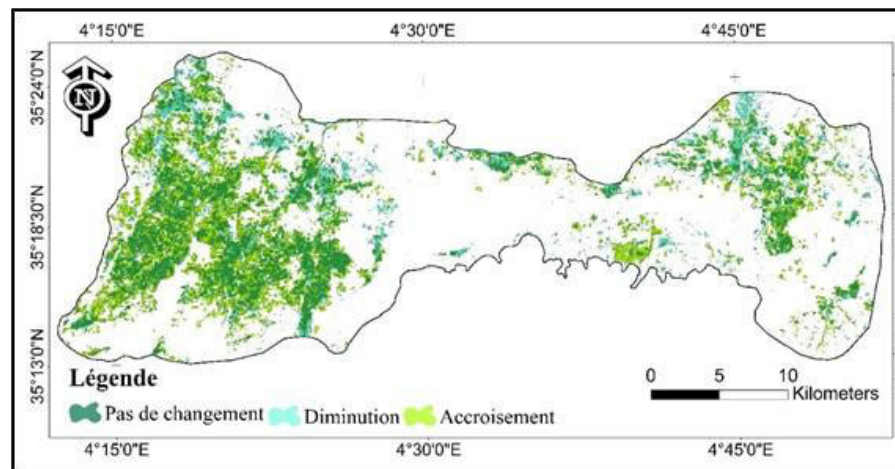 4°15'0"E 4°30'0"E 4°45'0"E
N
35°24'0"N
35°18'30"N
35°13'0"N
Légende
Pas de changement Diminution Accroisement
0 5 10
Kilometers
4°15'0"E 4°30'0"E 4°45'0"E